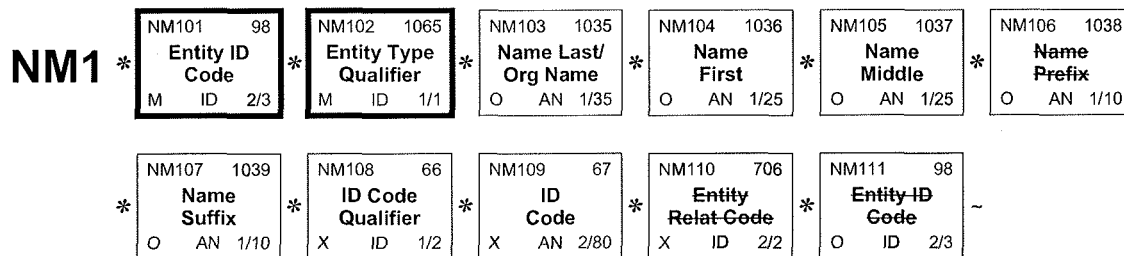 NM101 98 NM102 1065 NM103 1035 NM104 1036 NM105 1037 NM106 1038
NM1 * Entity ID * Entity Type * Name Last/ * Name * Name * Name
Code Qualifier Org Name First Middle Prefix
M ID 2/3 M ID 1/1 O AN 1/35 O AN 1/25 O AN 1/25 O AN 1/10
NM107 1039 NM108 66 NM109 67 NM110 706 NM111 98
* Name * ID Code * ID * Entity * Entity ID ~
Suffix Qualifier Code Relat Code Code
O AN 1/10 X ID 1/2 X AN 2/80 X ID 2/2 O ID 2/3